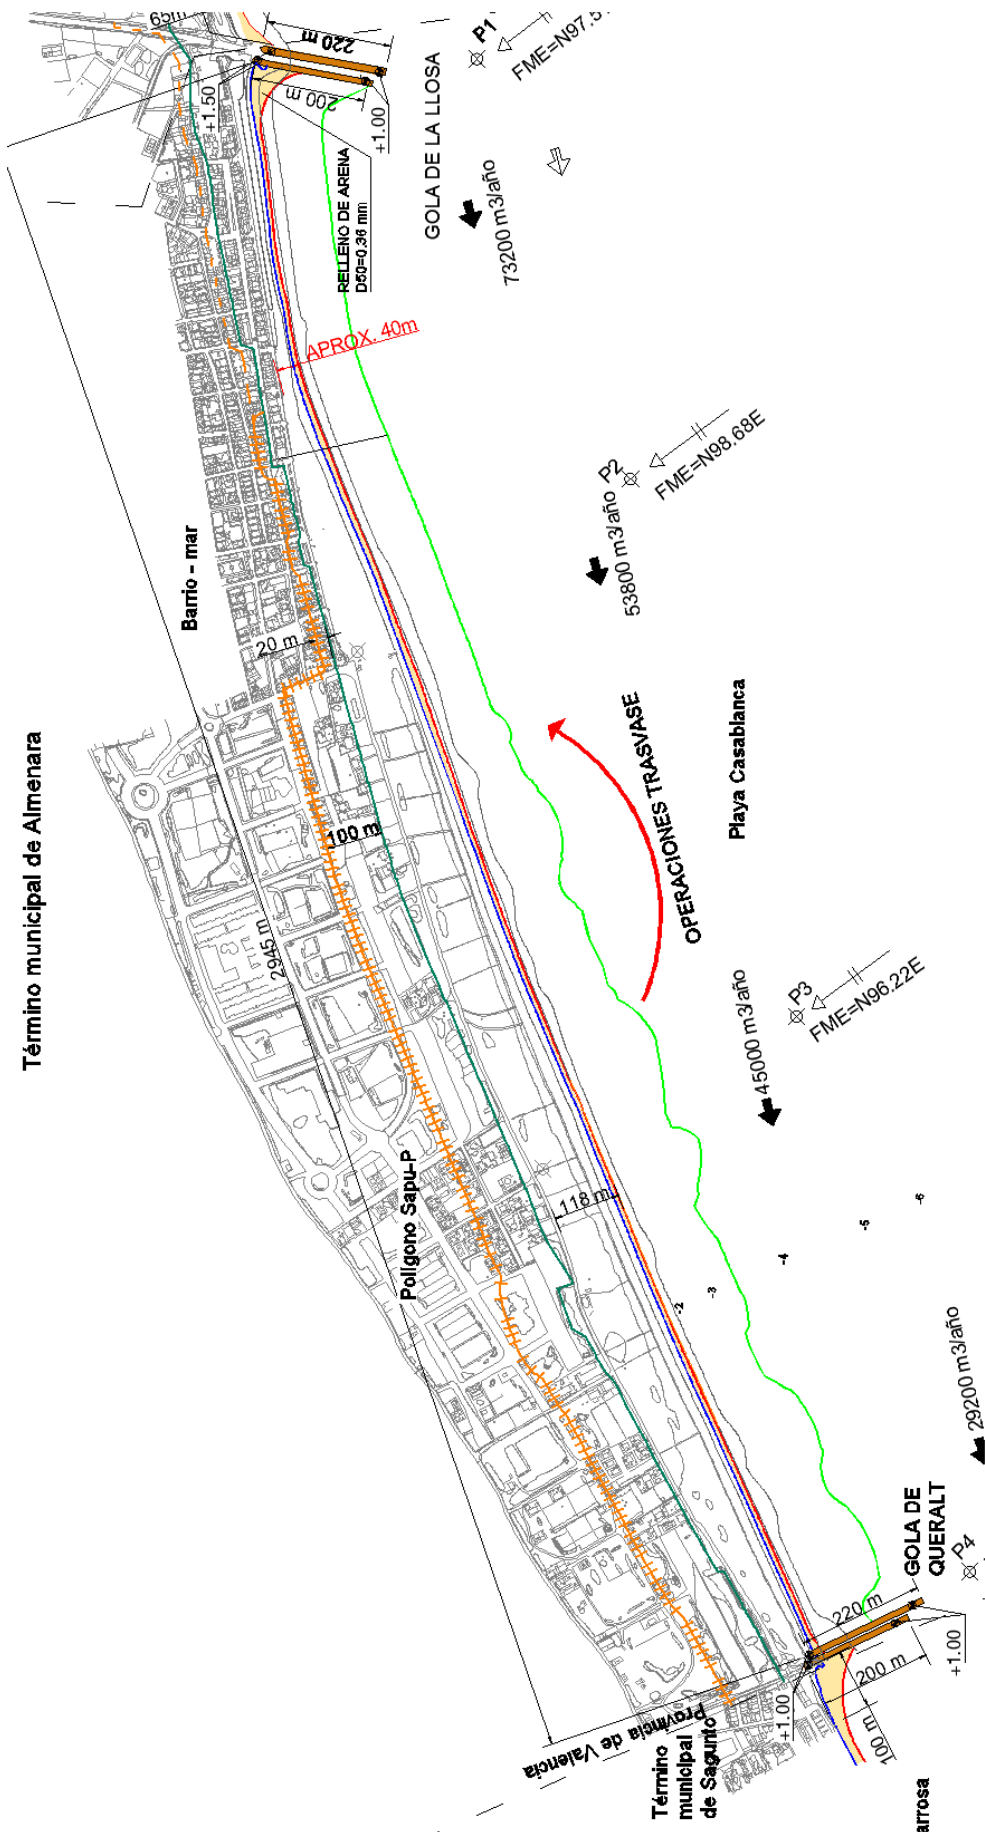 65m
220 m
200 m
+1.50
+1.00
P1
FME=N97.5
GOLA DE LA LLOSA
RELLENO DE ARENA
D50=0.36 mm
73200 m3/año
APROX. 40m
P2
FME=N98.68E
53800 m3/año
Barrio - mar
20 m
Término municipal de Almenara
OPERACIONES TRASVASE
Playa Casablanca
100 m
2945 m
P3
FME=N96.22E
45000 m3/año
Polígono Sapu-P
118 m
-2
-3
-4
-5
-6
29200 m3/año
GOLA DE
QUERALT
P4
220 m
200 m
+1.00
+1.00
100 m
Provincia de Valencia
Término
municipal
de Sagunto
arrosa